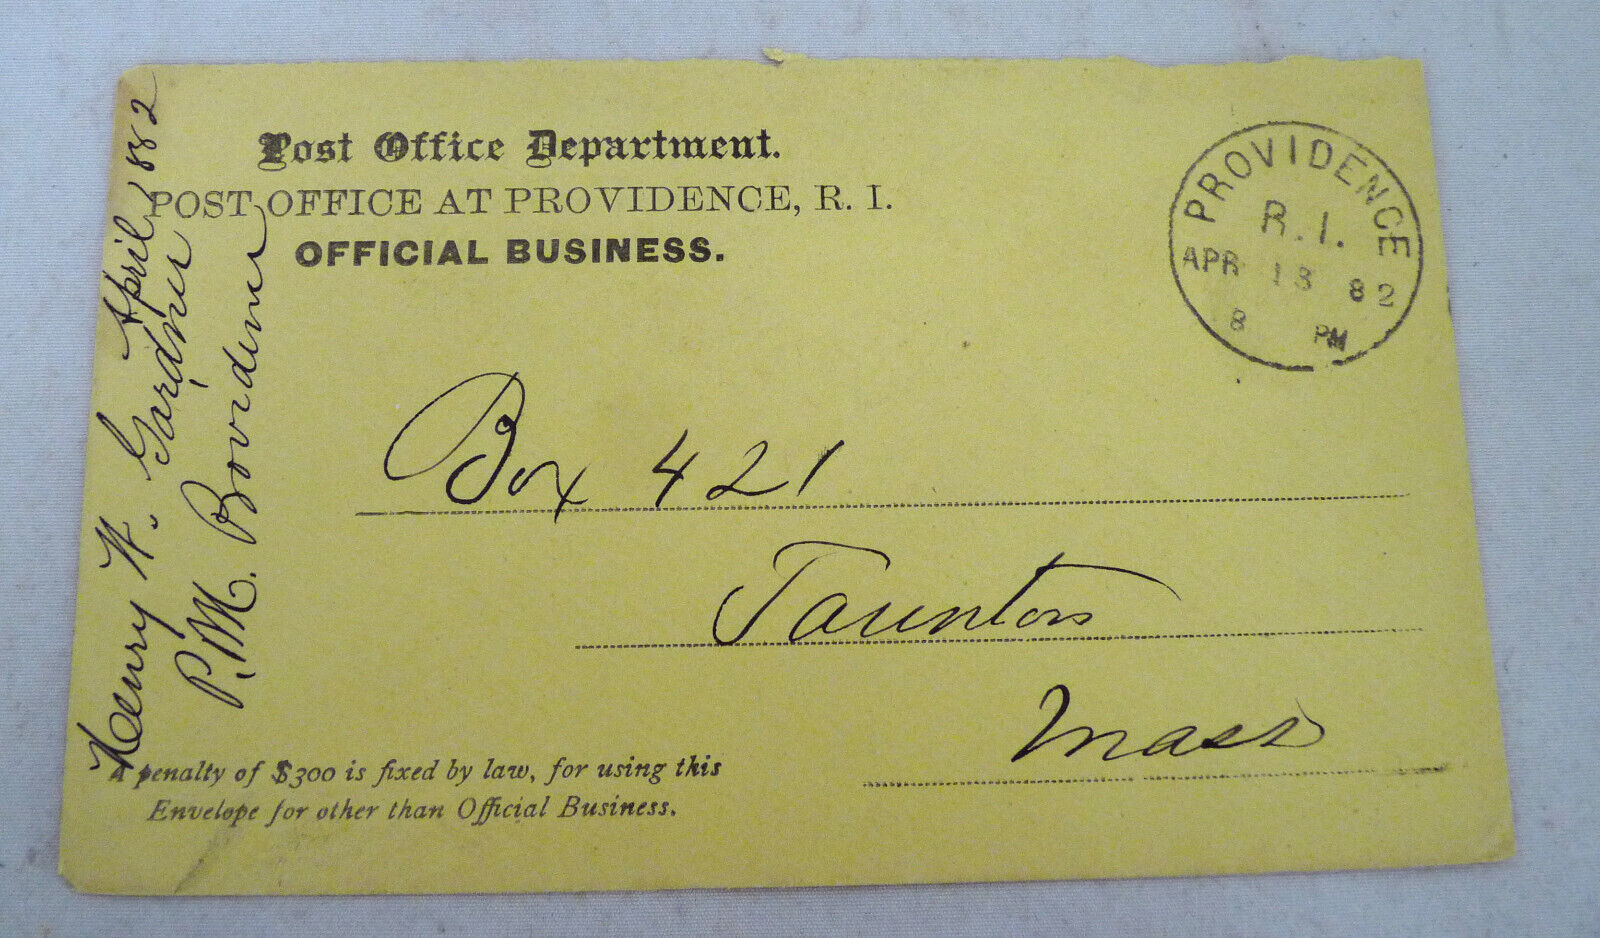 Post Office Department.
POST OFFICE AT PROVIDENCE, R. I.
OFFICIAL BUSINESS.
PROVIDENCE
R.I.
APR 13 82
8 PM
Box 421
Taunton
Mass
A penalty of $300 is fixed by law, for using this
Envelope for other than Official Business.
Henry W. Gardner April, 1882
P.M. Providence